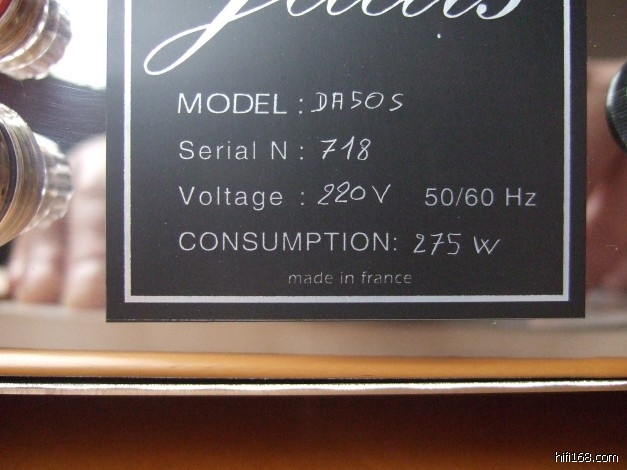 MODEL : DA50S
Serial N : 718
Voltage : 220V 50/60 Hz
CONSUMPTION: 275 W
made in france
hifi168.com